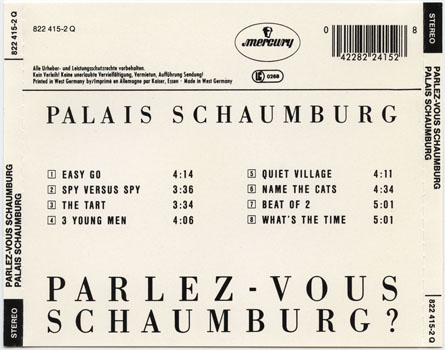 822 415-2 Q
mercury
0 42282 24152 8
Alle Urheber- und Leistungsschutzrechte vorbehalten.
Kein Verleih! Keine unerlaubte Vervielfältigung, Vermietung, Aufführung, Sendung!
Printed in West Germany by/Imprimé en Allemagne par Kaiser, Essen · Made in West Germany
LC 0268
PALAIS SCHAUMBURG
1 EASY GO 4:14
2 SPY VERSUS SPY 3:36
3 THE TART 3:34
4 3 YOUNG MEN 4:06
5 QUIET VILLAGE 4:11
6 NAME THE CATS 4:34
7 BEAT OF 2 5:01
8 WHAT'S THE TIME 5:01
PARLEZ-VOUS
SCHAUMBURG?
822 415-2 Q
PARLEZ-VOUS SCHAUMBURG
PALAIS SCHAUMBURG
STEREO
STEREO
PARLEZ-VOUS SCHAUMBURG
PALAIS SCHAUMBURG
822 415-2 Q